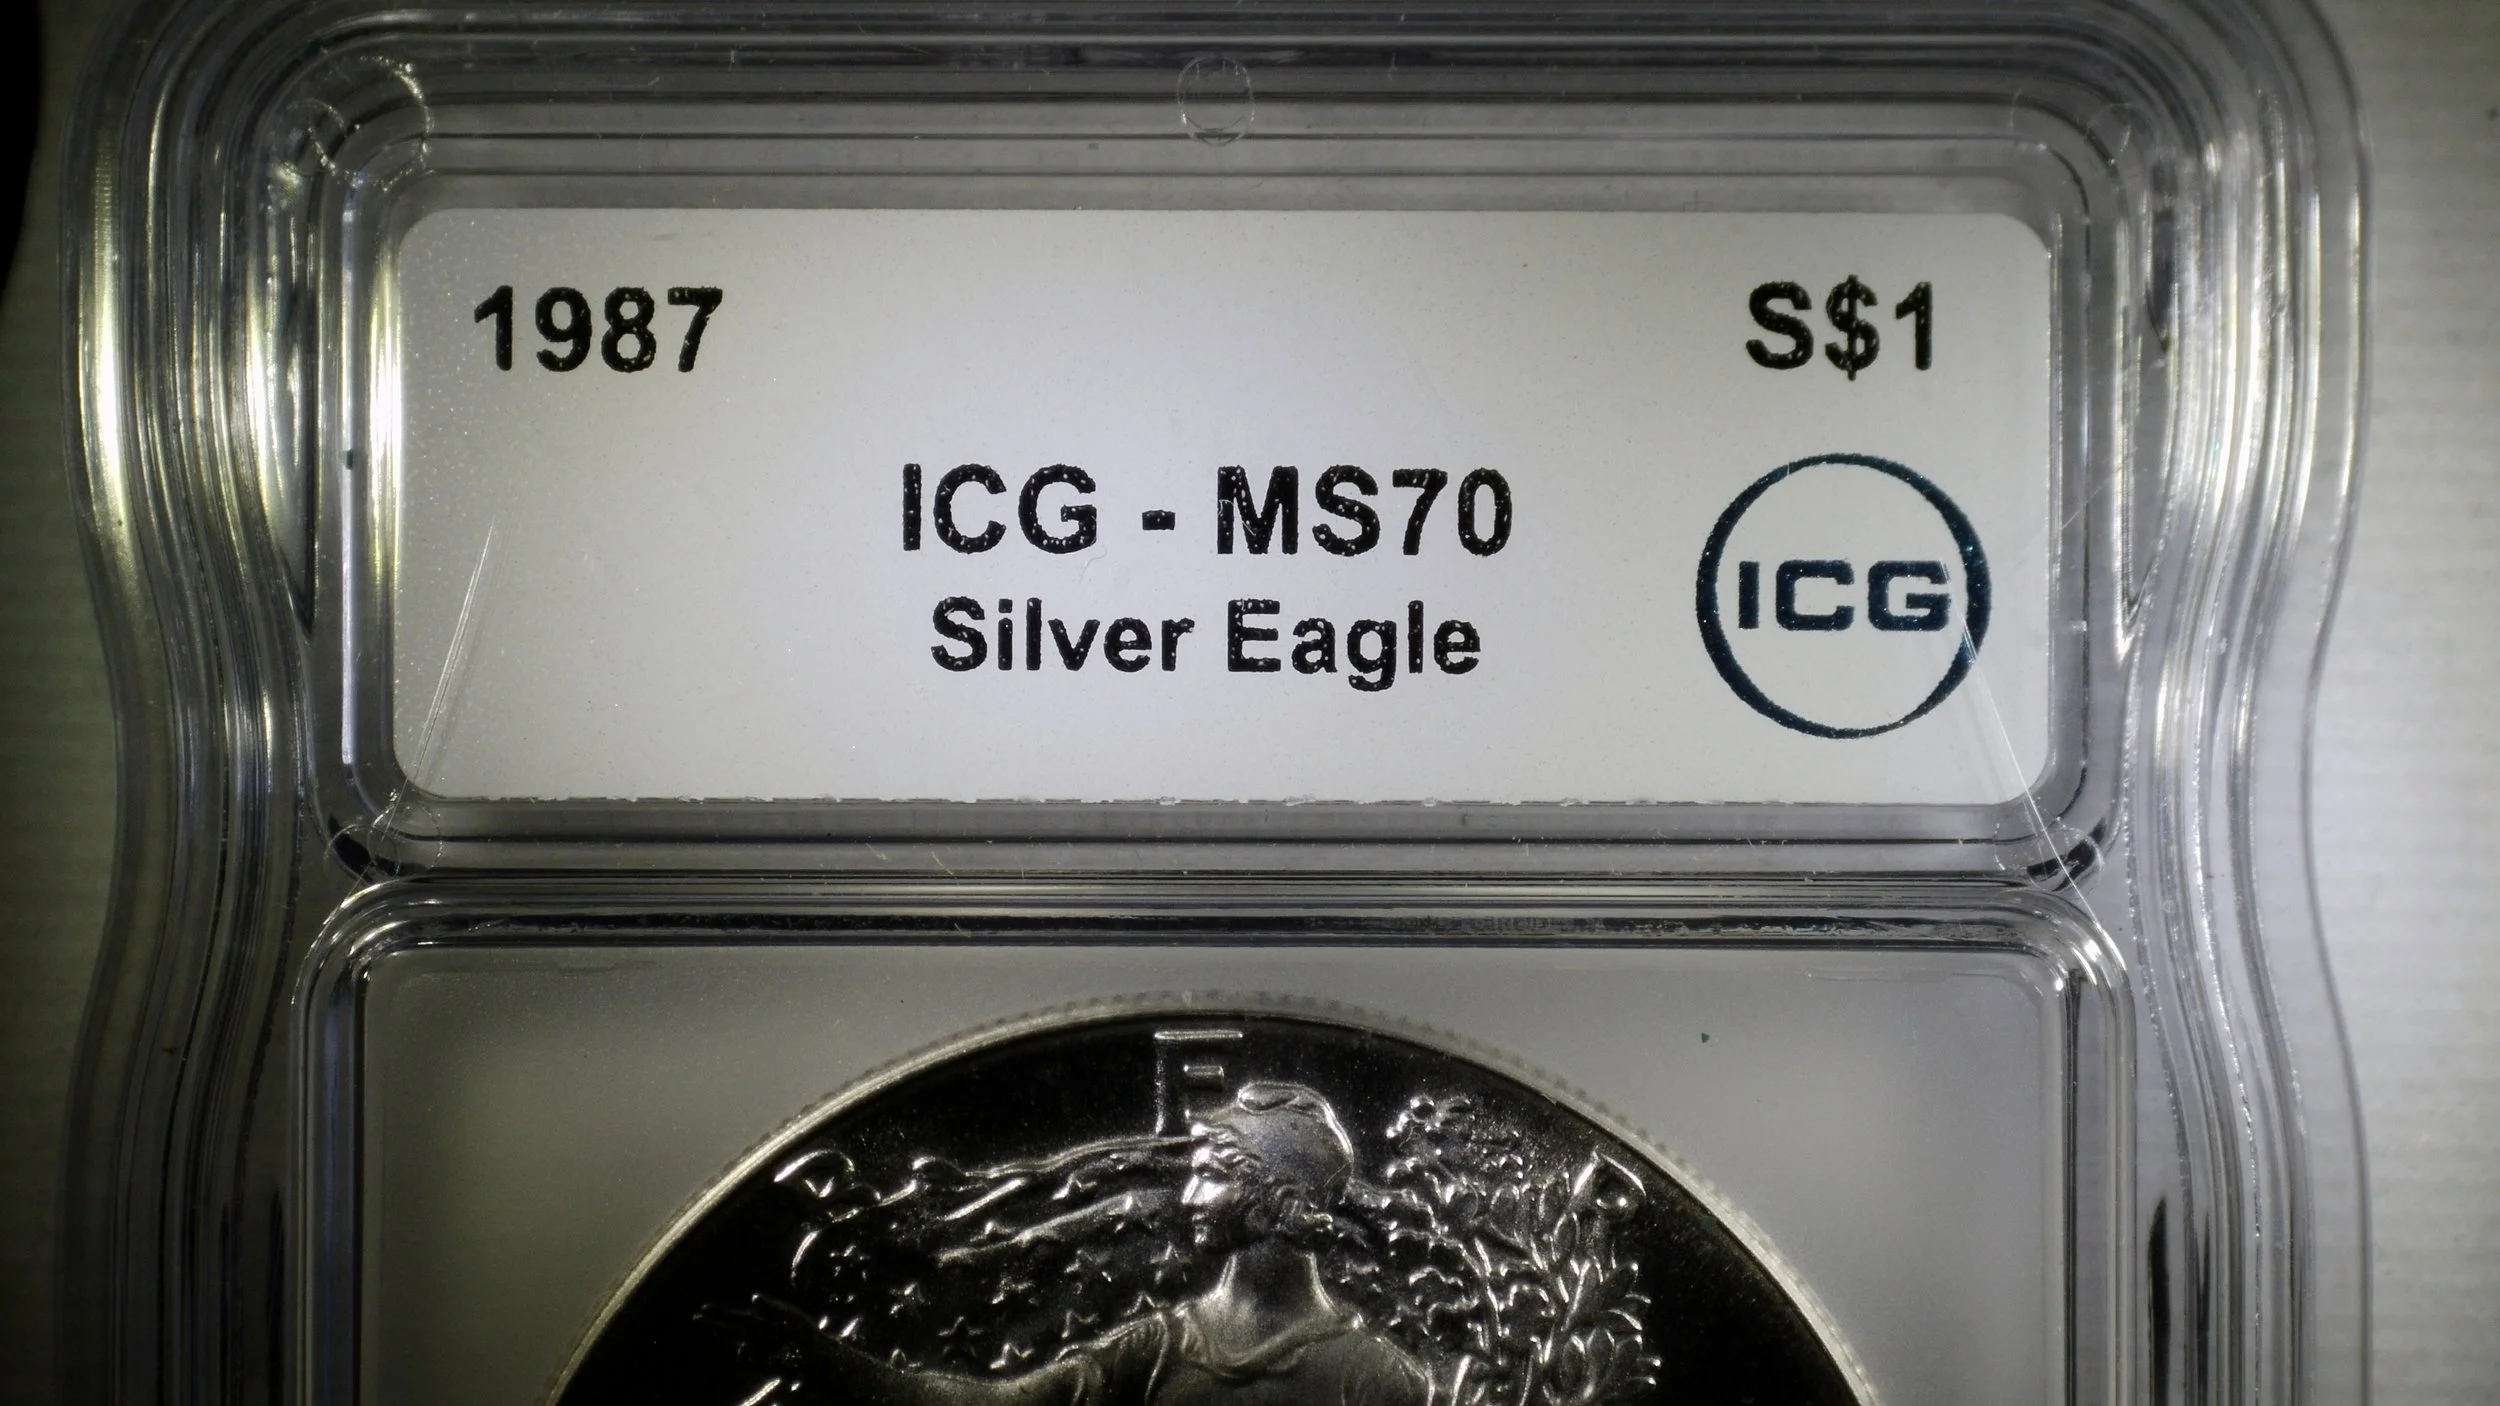 1987 S$1
ICG - MS70
Silver Eagle
ICG